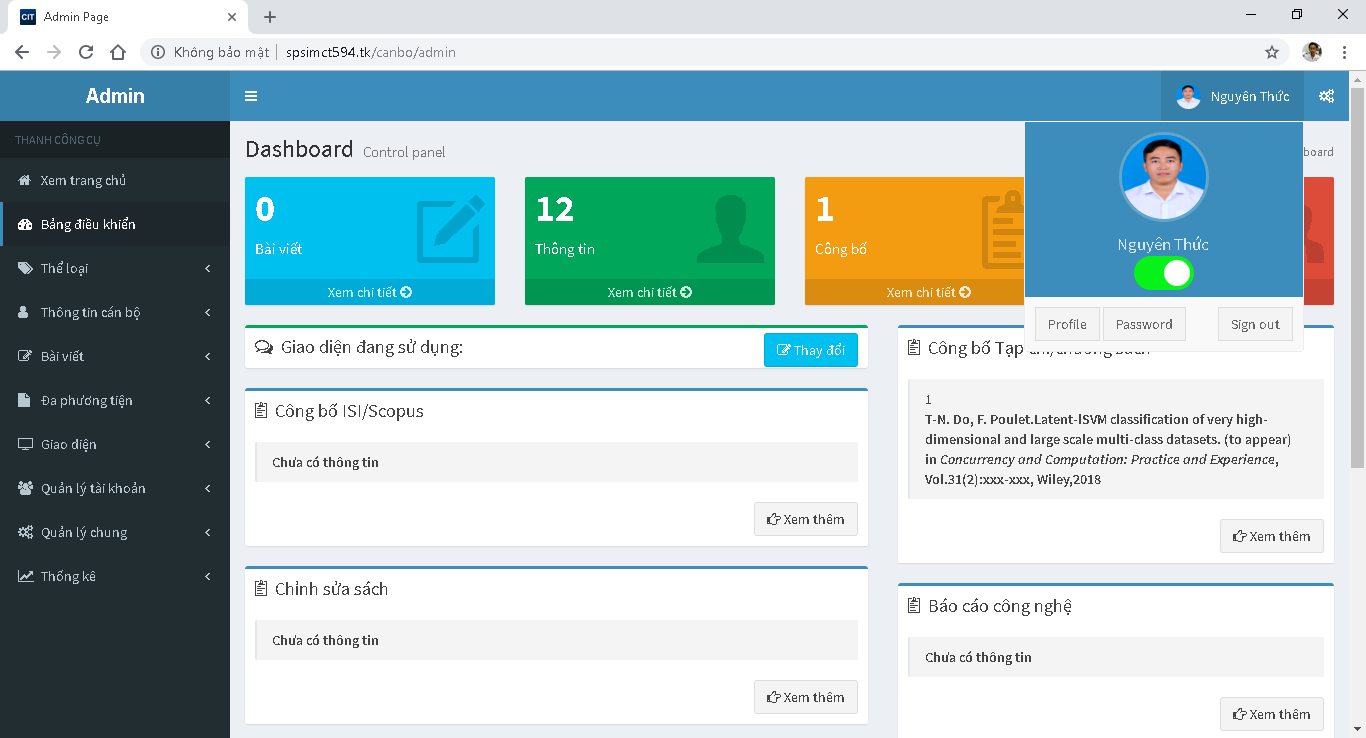 CIT
Admin Page
Không bảo mật
spsimct594.tk/canbo/admin
Admin
Nguyên Thức
THANH CÔNG CỤ
Xem trang chủ
Bảng điều khiển
Thể loại
Thông tin cán bộ
Bài viết
Đa phương tiện
Giao diện
Quản lý tài khoản
Quản lý chung
Thống kê
Dashboard Control panel
board
0
Bài viết
Xem chi tiết
12
Thông tin
Xem chi tiết
1
Công bố
Xem chi tiết
Nguyên Thức
Profile
Password
Sign out
Giao diện đang sử dụng:
Thay đổi
Công bố ISI/Scopus
Chưa có thông tin
Xem thêm
Chỉnh sửa sách
Chưa có thông tin
Xem thêm
Công bố Tạp
1
T-N. Do, F. Poulet.Latent-lSVM classification of very high-
dimensional and large scale multi-class datasets. (to appear)
in Concurrency and Computation: Practice and Experience,
Vol.31(2):xxx-xxx, Wiley,2018
Xem thêm
Báo cáo công nghệ
Chưa có thông tin
Xem thêm